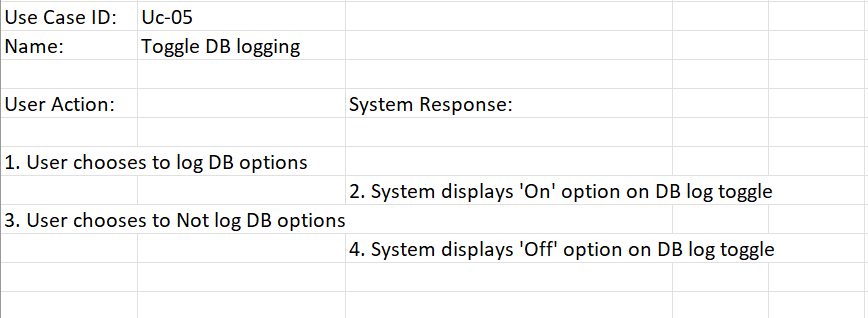 Use Case ID: Uc-05
Name: Toggle DB logging
User Action: System Response:
1. User chooses to log DB options
2. System displays 'On' option on DB log toggle
3. User chooses to Not log DB options
4. System displays 'Off' option on DB log toggle